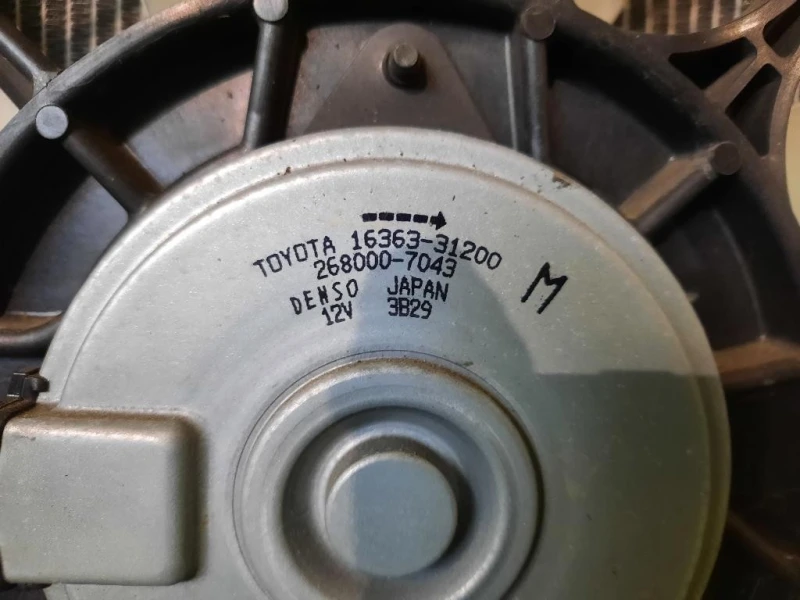 TOYOTA 16363-31200
268000-7043
DENSO JAPAN
12V 3B29
M